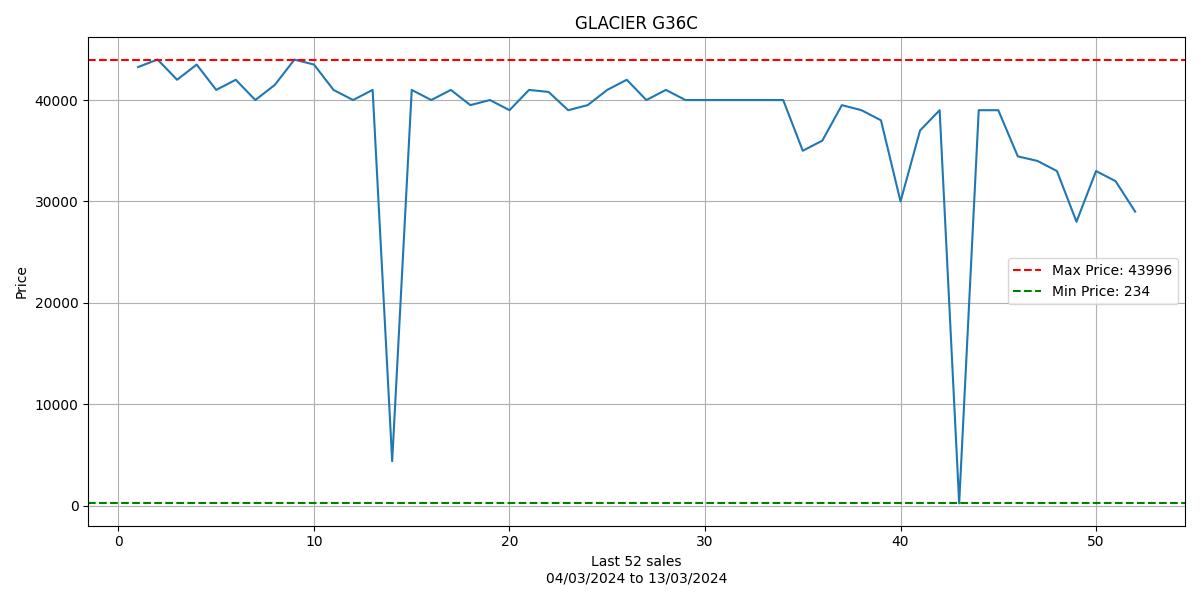 GLACIER G36C
40000
30000
20000
10000
0
Price
Max Price: 43996
Min Price: 234
0 10 20 30 40 50
Last 52 sales
04/03/2024 to 13/03/2024